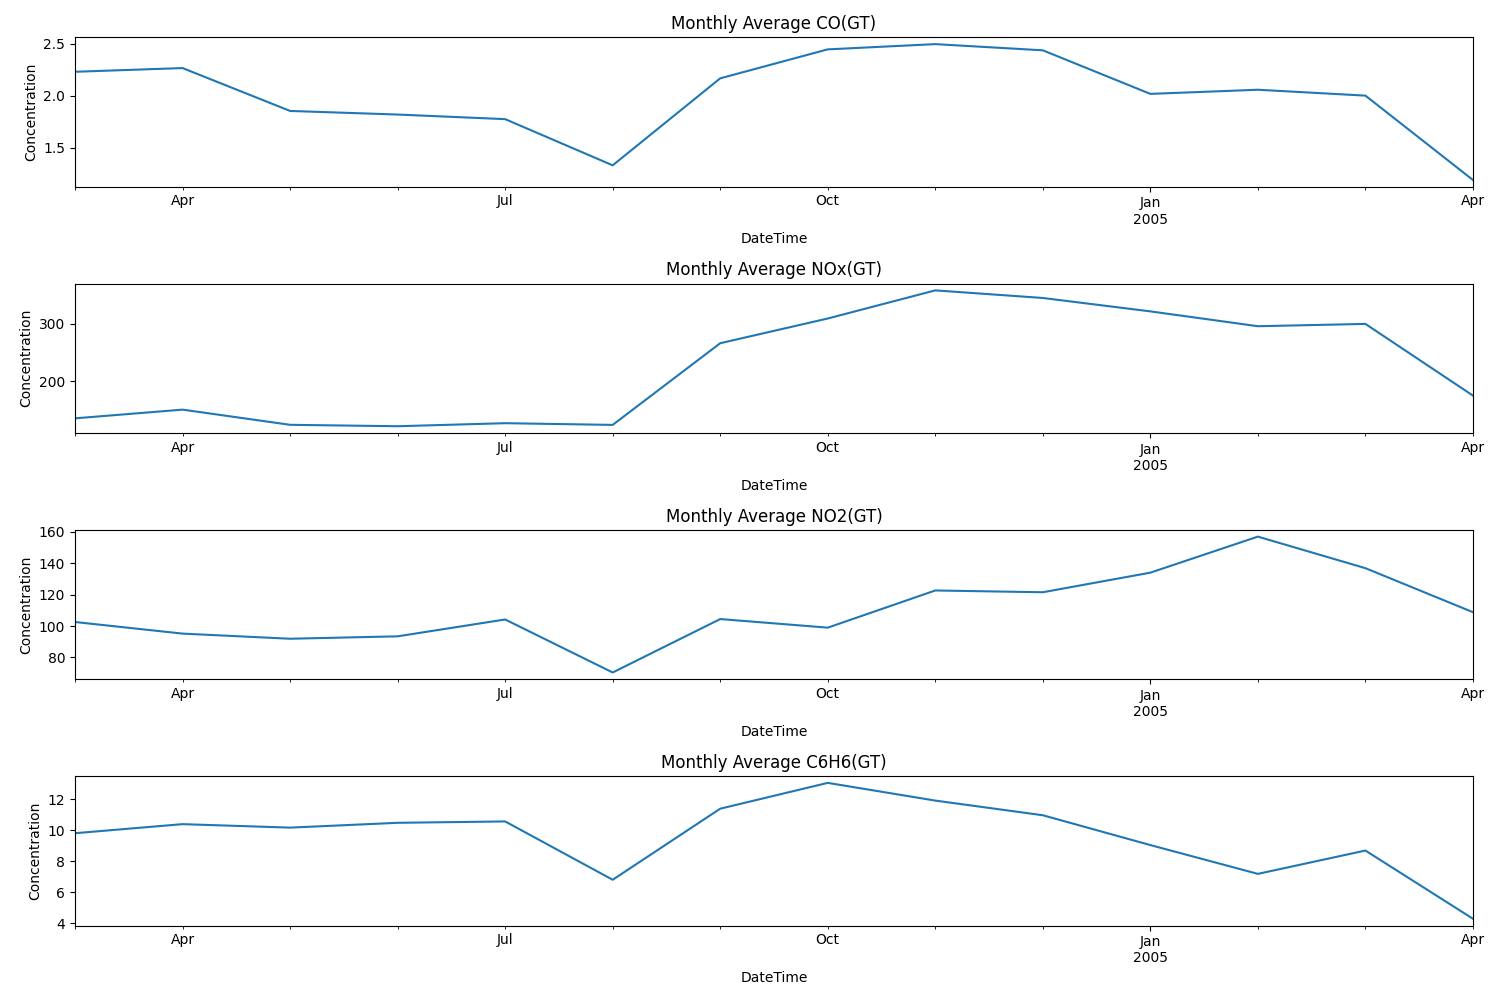 Monthly Average CO(GT)
2.5
2.0
1.5
Concentration
Apr Jul Oct Jan Apr
2005
DateTime
Monthly Average NOx(GT)
300
200
Concentration
Apr Jul Oct Jan Apr
2005
DateTime
Monthly Average NO2(GT)
160
140
120
100
80
Concentration
Apr Jul Oct Jan Apr
2005
DateTime
Monthly Average C6H6(GT)
12
10
8
6
4
Concentration
Apr Jul Oct Jan Apr
2005
DateTime